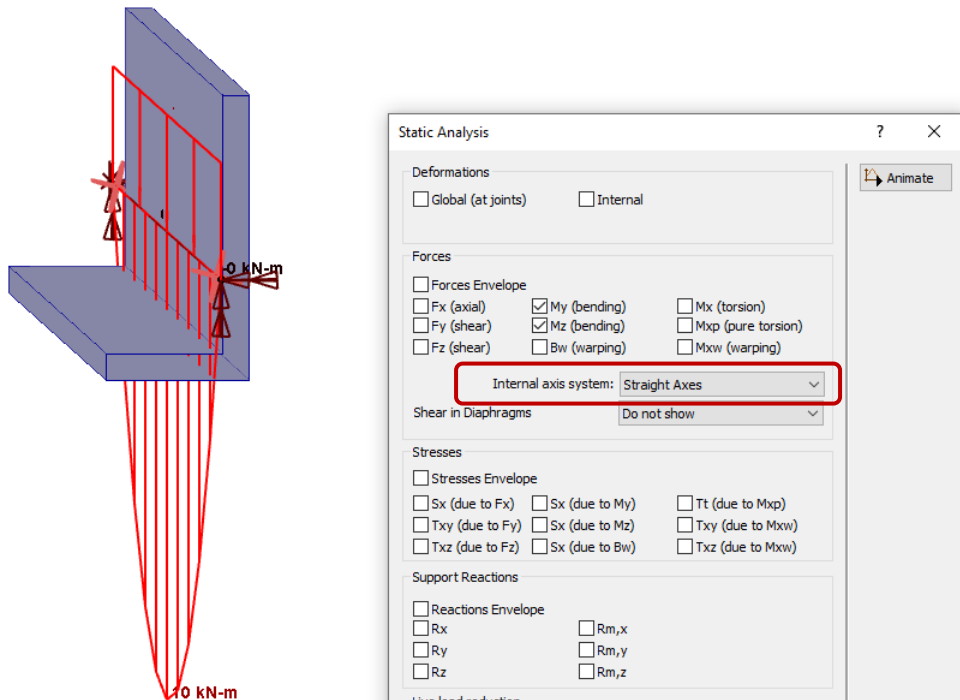 -0 kN-m
10 kN-m
Static Analysis
?
Animate
Deformations
Global (at joints) Internal
Forces
Forces Envelope
Fx (axial) My (bending) Mx (torsion)
Fy (shear) Mz (bending) Mxp (pure torsion)
Fz (shear) Bw (warping) Mxw (warping)
Internal axis system: Straight Axes
Shear in Diaphragms Do not show
Stresses
Stresses Envelope
Sx (due to Fx) Sx (due to My) Tt (due to Mxp)
Txy (due to Fy) Sx (due to Mz) Txy (due to Mxw)
Txz (due to Fz) Sx (due to Bw) Txz (due to Mxw)
Support Reactions
Reactions Envelope
Rx Rm,x
Ry Rm,y
Rz Rm,z
Live load reduction